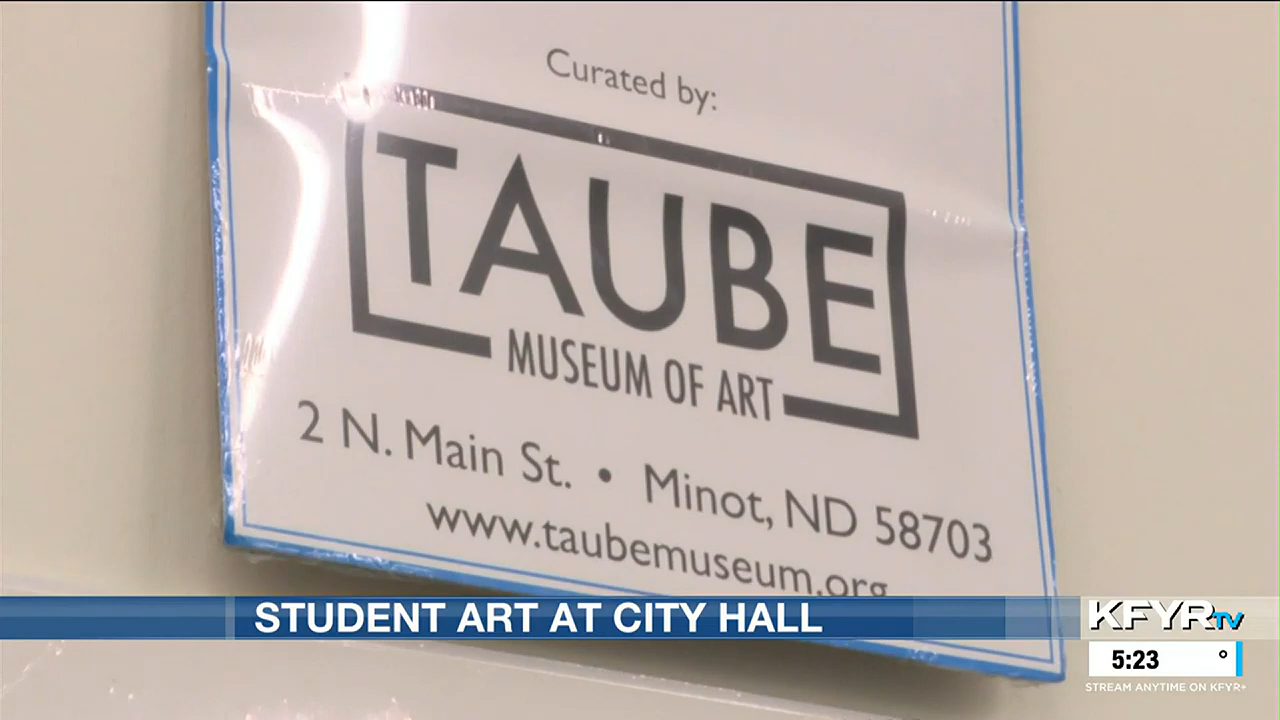 Curated by:
TAUBE
MUSEUM OF ART
2 N. Main St. • Minot, ND 58703
www.taubemuseum.org
STUDENT ART AT CITY HALL
KFYRTV
5:23 °
STREAM ANYTIME ON KFYR+